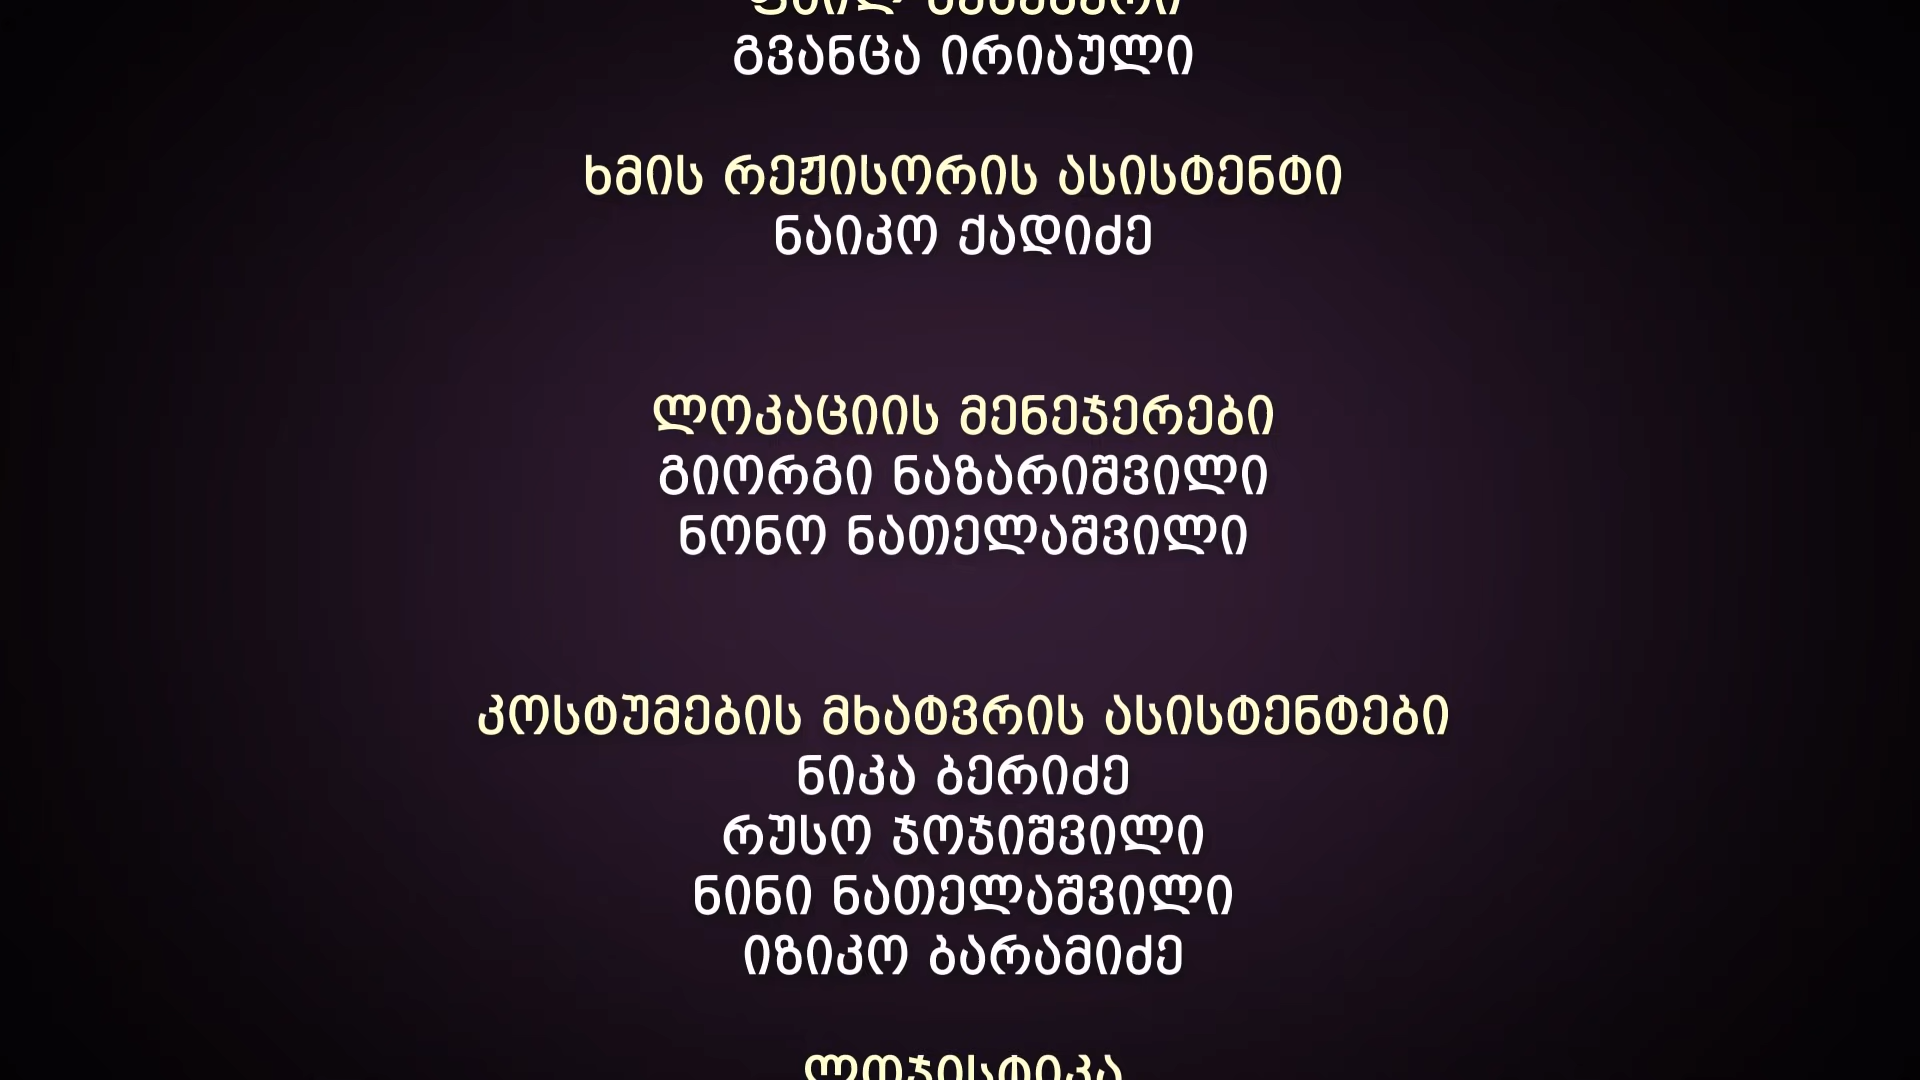 გვანცა ირიაული
ხმის რეჟისორის ასისტენტი
ნაიკო ქადიძე
ლოკაციის მენეჯერები
გიორგი ნაზარიშვილი
ნონო ნათელაშვილი
კოსტუმების მხატვრის ასისტენტები
ნიკა ბერიძე
რუსო ჯოჯიშვილი
ნინი ნათელაშვილი
იზიკო ბარამიძე
ლოჯისტიკა